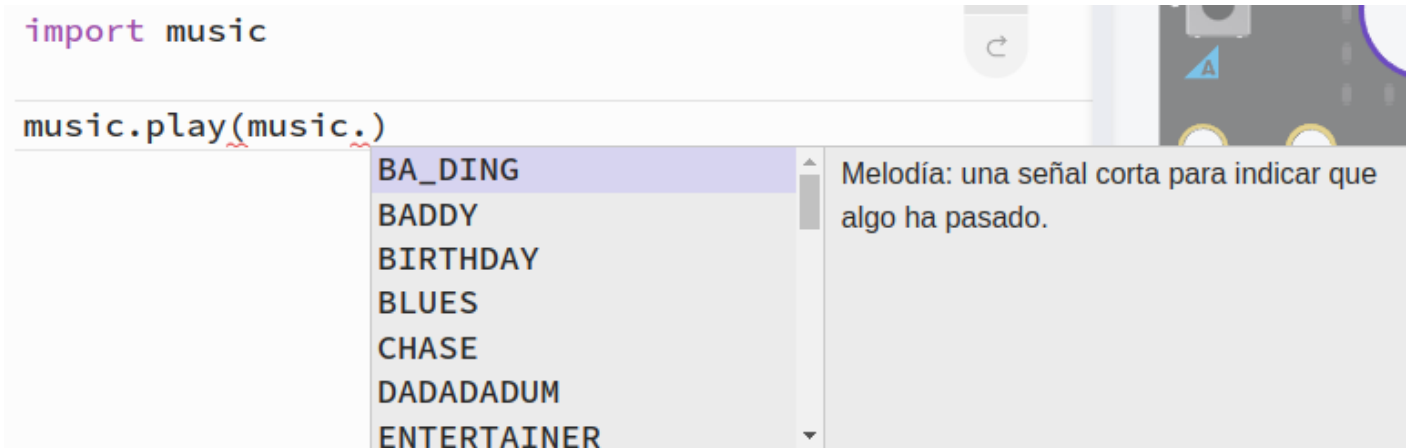 import music
music.play(music.)
BA_DING
BADDY
BIRTHDAY
BLUES
CHASE
DADADADUM
ENTERTAINER
Melodía: una señal corta para indicar que
algo ha pasado.
A